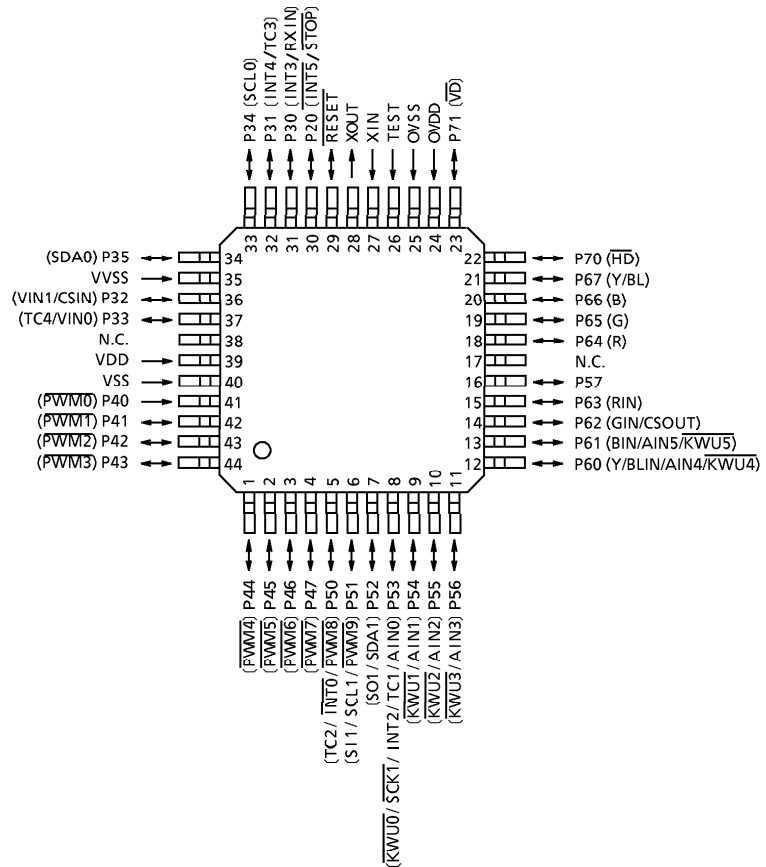 P34 (SCL0)
P31 (INT4/TC3)
P30 (INT3/RXIN)
P20 (INT5/STOP)
RESET
XOUT
XIN
TEST
OVSS
OVDD
P71 (VD)
33
32
31
30
29
28
27
26
25
24
23
(SDA0) P35
34
VVSS
35
(VIN1/CSIN) P32
36
(TC4/VIN0) P33
37
N.C.
38
VDD
39
VSS
40
(PWM0) P40
41
(PWM1) P41
42
(PWM2) P42
43
(PWM3) P43
44
22
P70 (HD)
21
P67 (Y/BL)
20
P66 (B)
19
P65 (G)
18
P64 (R)
17
N.C.
16
P57
15
P63 (RIN)
14
P62 (GIN/CSOUT)
13
P61 (BIN/AIN5/KWU5)
12
P60 (Y/BLIN/AIN4/KWU4)
1
2
3
4
5
6
7
8
9
10
11
(PWM4) P44
(PWM5) P45
(PWM6) P46
(PWM7) P47
(TC2/INT0/PWM8) P50
(SI1/SCL1/PWM9) P51
(SO1/SDA1) P52
(KWU0/SCK1/INT2/TC1/AIN0) P53
(KWU1/AIN1) P54
(KWU2/AIN2) P55
(KWU3/AIN3) P56